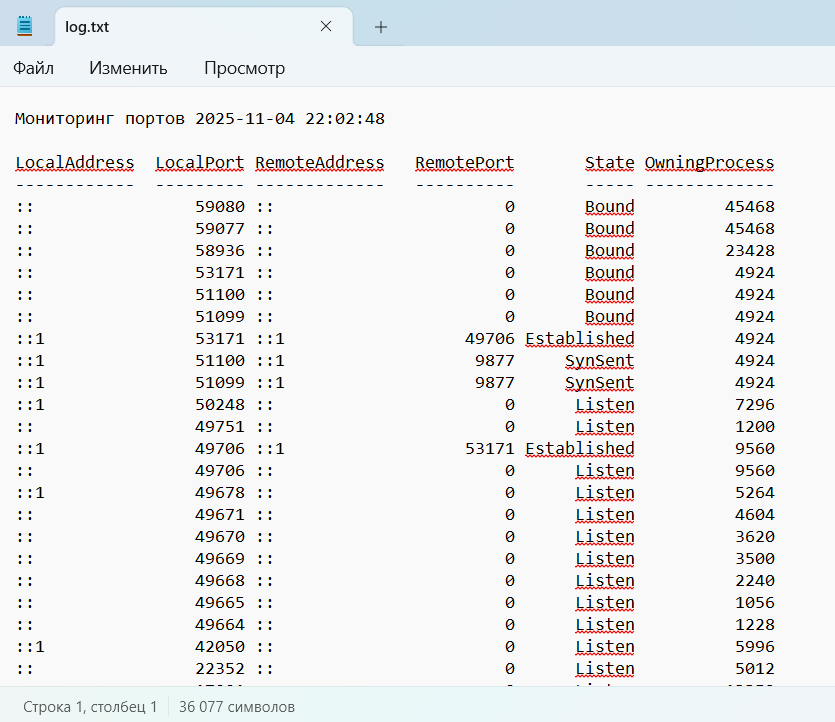 log.txt
Файл Изменить Просмотр
Мониторинг портов 2025-11-04 22:02:48
LocalAddress LocalPort RemoteAddress RemotePort State OwningProcess
------------ --------- ------------- ---------- ----- -------------
:: 59080 :: 0 Bound 45468
:: 59077 :: 0 Bound 45468
:: 58936 :: 0 Bound 23428
:: 53171 :: 0 Bound 4924
:: 51100 :: 0 Bound 4924
:: 51099 :: 0 Bound 4924
::1 53171 ::1 49706 Established 4924
::1 51100 ::1 9877 SynSent 4924
::1 51099 ::1 9877 SynSent 4924
::1 50248 :: 0 Listen 7296
:: 49751 :: 0 Listen 1200
::1 49706 ::1 53171 Established 9560
:: 49706 :: 0 Listen 9560
::1 49678 :: 0 Listen 5264
:: 49671 :: 0 Listen 4604
:: 49670 :: 0 Listen 3620
:: 49669 :: 0 Listen 3500
:: 49668 :: 0 Listen 2240
:: 49665 :: 0 Listen 1056
:: 49664 :: 0 Listen 1228
::1 42050 :: 0 Listen 5996
:: 22352 :: 0 Listen 5012
Строка 1, столбец 1 36 077 символов